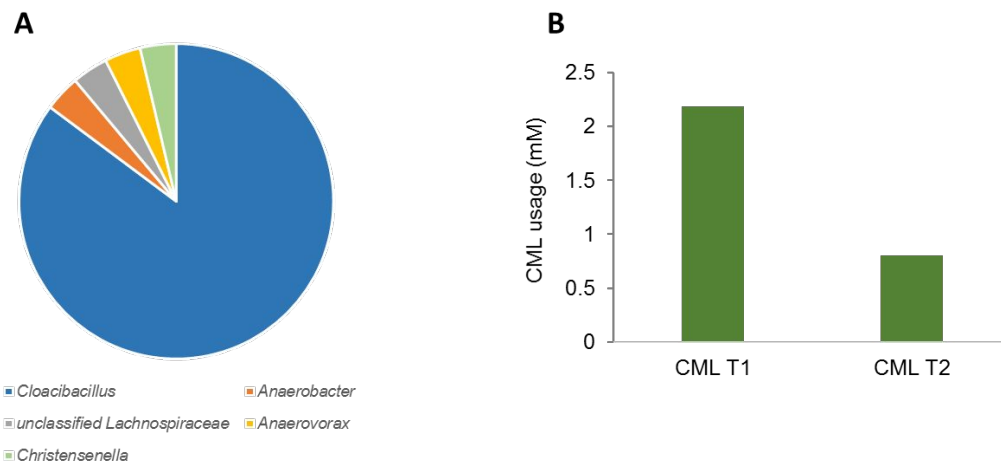 A
Cloacibacillus
Anaerobacter
unclassified Lachnospiraceae
Anaerovorax
Christensenella
B
CML usage (mM)
2.5
2
1.5
1
0.5
0
CML T1
CML T2